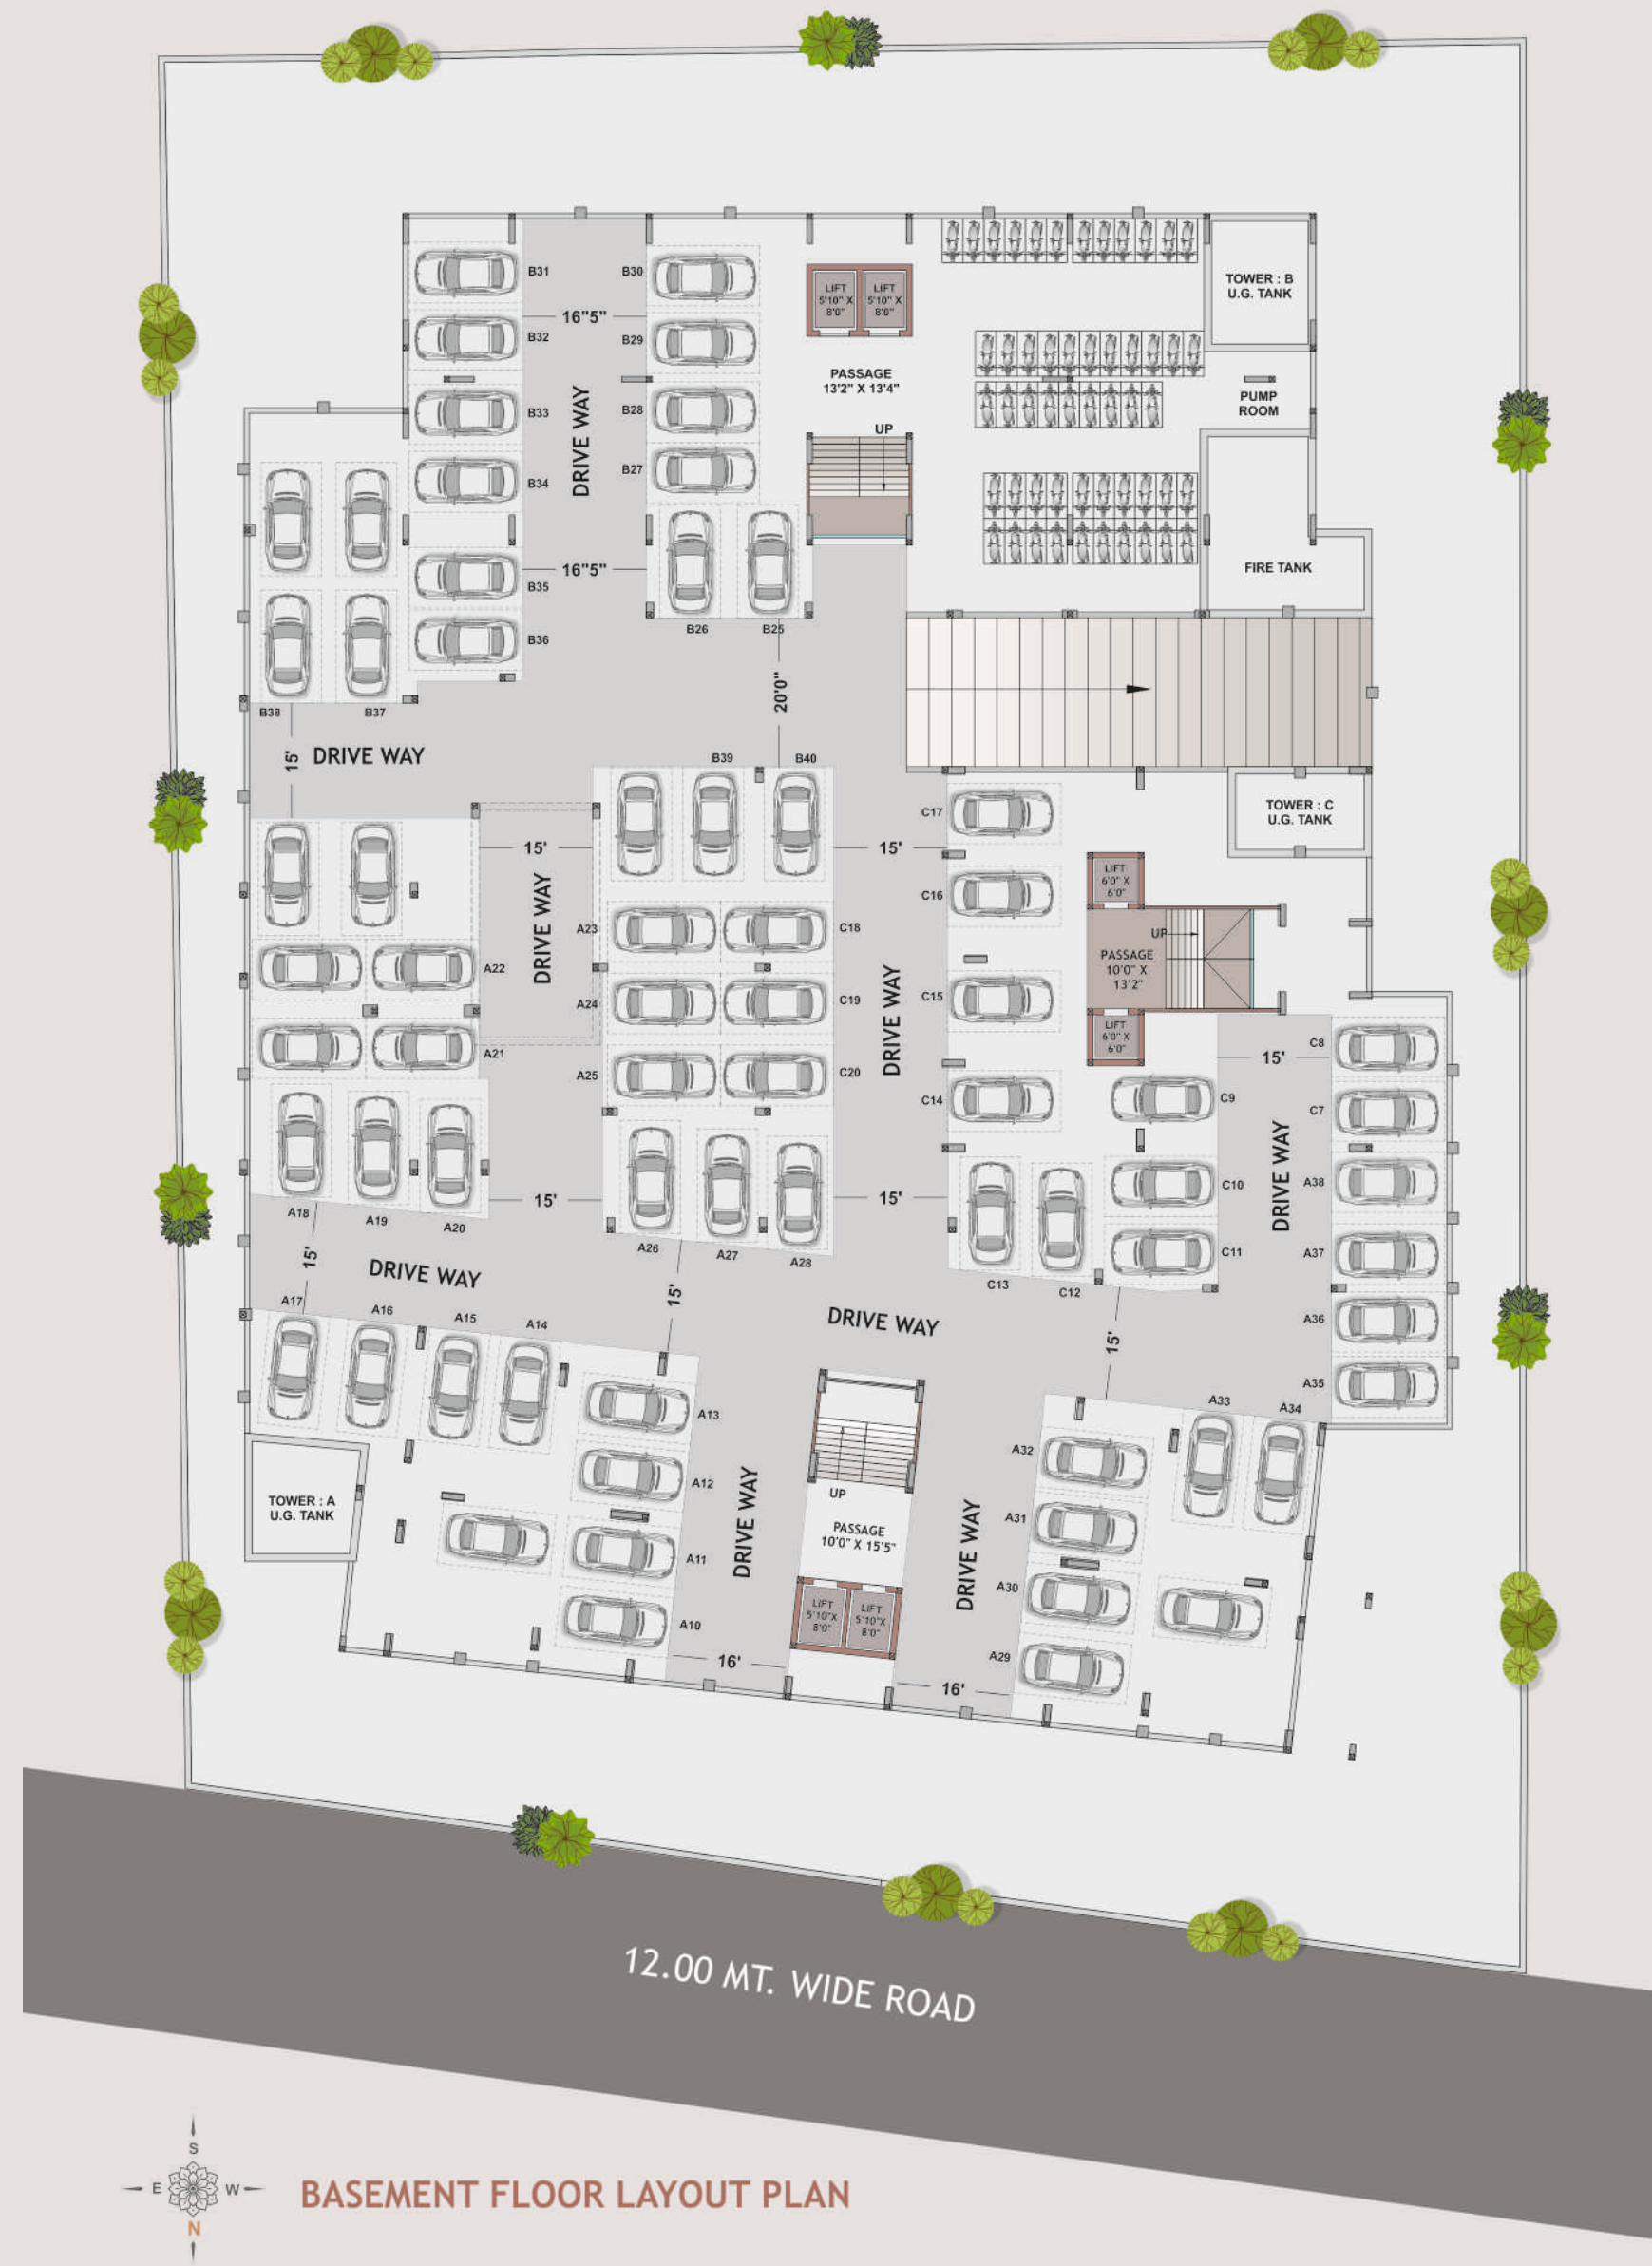 B31
B32
B33
B34
B35
B36
16"5"
16"5"
DRIVE WAY
B30
B29
B28
B27
B26
B25
LIFT
5'10" X
8'0"
LIFT
5'10" X
8'0"
PASSAGE
13'2" X 13'4"
UP
TOWER : B
U.G. TANK
PUMP
ROOM
FIRE TANK
20'0"
B38
B37
15'
DRIVE WAY
B39
B40
15'
DRIVE WAY
A23
A24
A25
C18
C19
C20
A22
A21
15'
DRIVE WAY
C17
C16
C15
C14
TOWER : C
U.G. TANK
LIFT
6'0" X
6'0"
UP
PASSAGE
10'0" X
13'2"
LIFT
6'0" X
6'0"
15'
DRIVE WAY
C8
C7
A38
A37
A36
A35
C9
C10
C11
15'
15'
A18
A19
A20
A26
A27
A28
C13
C12
15'
DRIVE WAY
15'
DRIVE WAY
15'
A17
A16
A15
A14
A13
A12
A11
A10
TOWER : A
U.G. TANK
DRIVE WAY
16'
UP
PASSAGE
10'0" X 15'5"
LIFT
5'10"X
8'0"
LIFT
5'10"X
8'0"
DRIVE WAY
16'
A33
A34
A32
A31
A30
A29
12.00 MT. WIDE ROAD
S
E
W
N
BASEMENT FLOOR LAYOUT PLAN